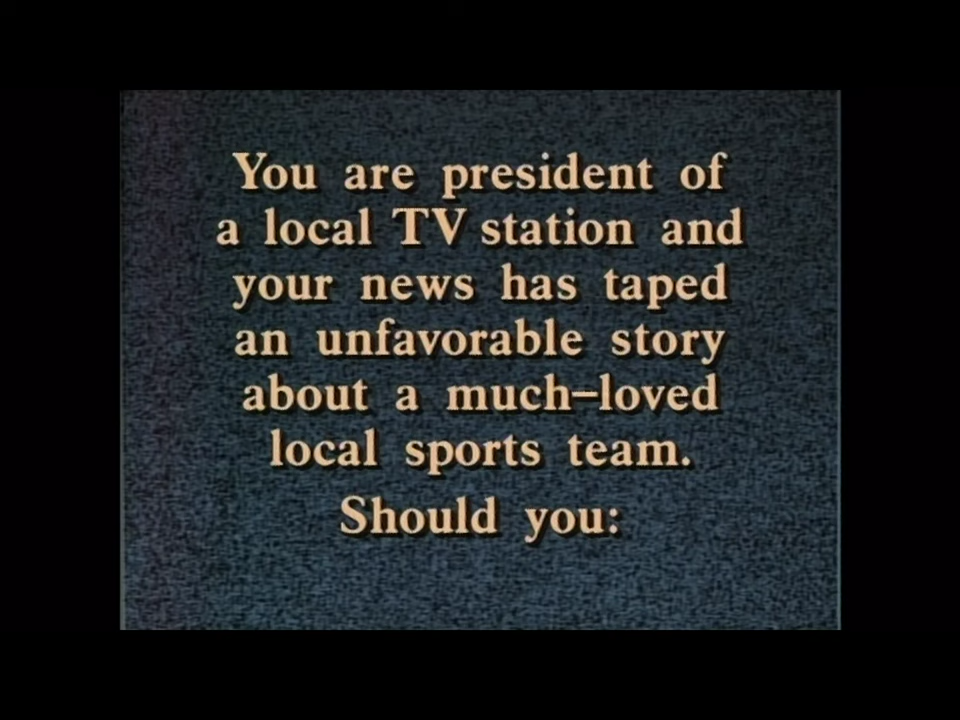 You are president of
a local TV station and
your news has taped
an unfavorable story
about a much–loved
local sports team.
Should you: